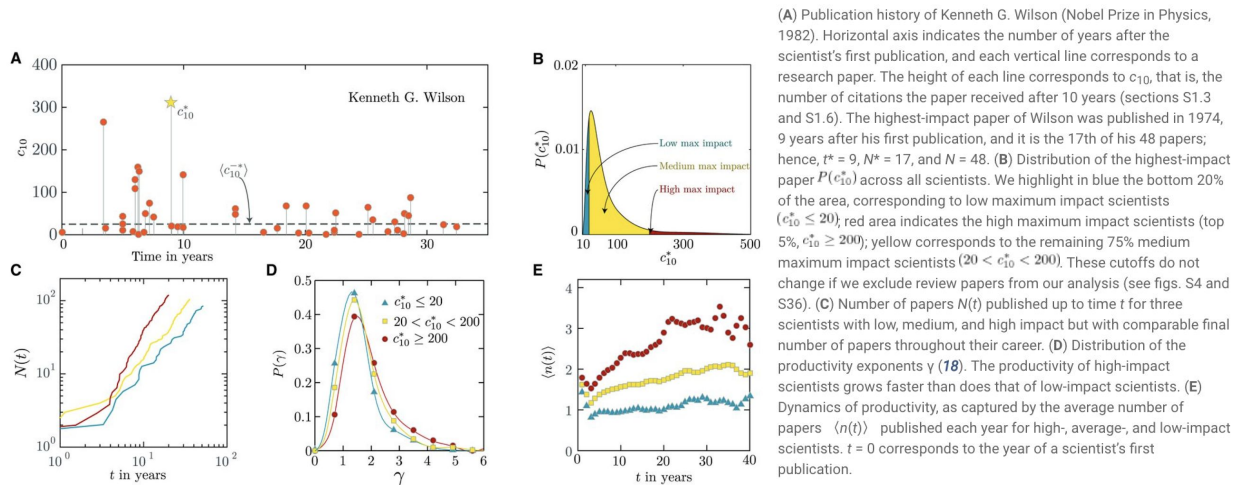 A
400
300
200
100
0
c10
0
10
20
30
Time in years
Kenneth G. Wilson
c*10
⟨c−*10⟩
B
0.02
0.01
0
P(c*10)
10
100
300
500
c*10
Low max impact
Medium max impact
High max impact
C
10²
10¹
10⁰
N(t)
10⁰
10¹
10²
t in years
D
0.5
0.4
0.3
0.2
0.1
0.0
P(γ)
0
1
2
3
4
5
6
γ
c*10 ≤ 20
20 < c*10 < 200
c*10 ≥ 200
E
4
3
2
1
0
⟨n(t)⟩
0
10
20
30
40
t in years
(A) Publication history of Kenneth G. Wilson (Nobel Prize in Physics,
1982). Horizontal axis indicates the number of years after the
scientist's first publication, and each vertical line corresponds to a
research paper. The height of each line corresponds to c10, that is, the
number of citations the paper received after 10 years (sections S1.3
and S1.6). The highest-impact paper of Wilson was published in 1974,
9 years after his first publication, and it is the 17th of his 48 papers;
hence, t* = 9, N* = 17, and N = 48. (B) Distribution of the highest-impact
paper P(c*10) across all scientists. We highlight in blue the bottom 20%
of the area, corresponding to low maximum impact scientists
(c*10 ≤ 20); red area indicates the high maximum impact scientists (top
5%, c*10 ≥ 200); yellow corresponds to the remaining 75% medium
maximum impact scientists (20 < c*10 < 200). These cutoffs do not
change if we exclude review papers from our analysis (see figs. S4 and
S36). (C) Number of papers N(t) published up to time t for three
scientists with low, medium, and high impact but with comparable final
number of papers throughout their career. (D) Distribution of the
productivity exponents γ (18). The productivity of high-impact
scientists grows faster than does that of low-impact scientists. (E)
Dynamics of productivity, as captured by the average number of
papers ⟨n(t)⟩ published each year for high-, average-, and low-impact
scientists. t = 0 corresponds to the year of a scientist's first
publication.